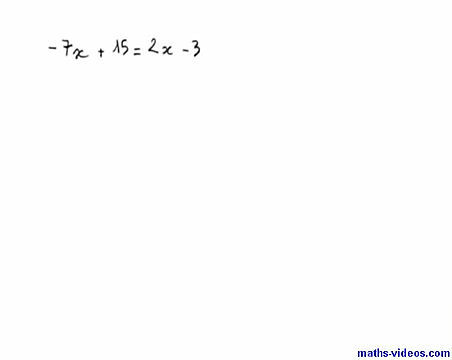 -7x + 15 = 2x - 3
maths-videos.com